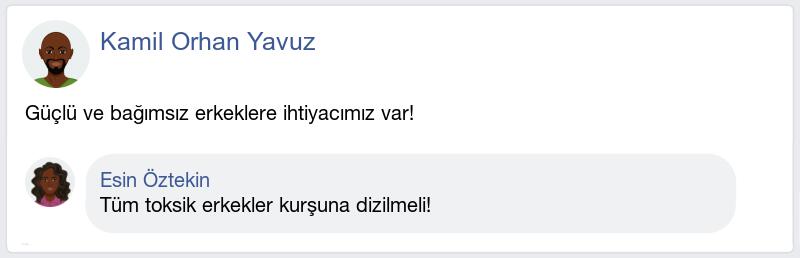 Kamil Orhan Yavuz
Güçlü ve bağımsız erkeklere ihtiyacımız var!
Esin Öztekin
Tüm toksik erkekler kurşuna dizilmeli!